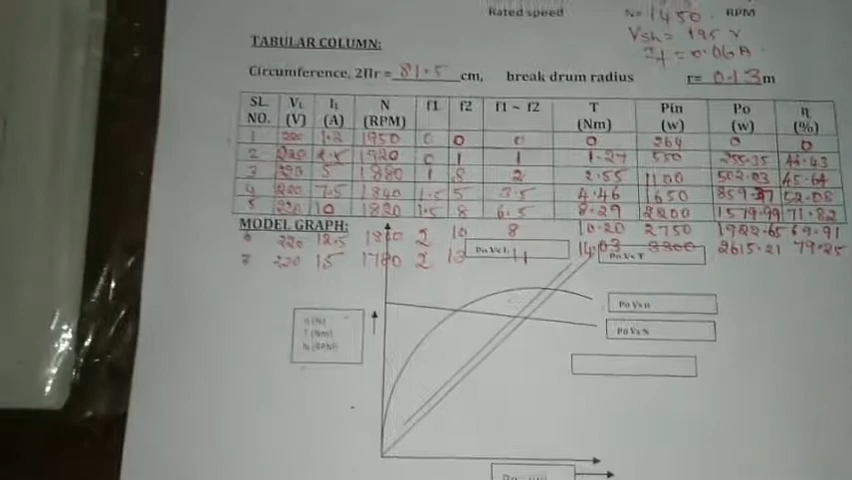 Rated speed N= 1450. RPM
Vsh = 195 V
If = 0.06A
TABULAR COLUMN:
Circumference, 2Πr = 81.5 cm, break drum radius r= 0.13 m
SL. NO. VL (V) IL (A) N (RPM) f1 f2 f1 ~ f2 T (Nm) Pin (w) Po (w) η (%)
1 220 1.2 1950 0 0 0 0 264 0 0
2 220 2.5 1920 0 1 1 1.27 550 255.35 46.43
3 220 5 1880 1 3 2 2.55 1100 502.03 45.64
4 220 7.5 1840 1.5 5 3.5 4.46 1650 859.37 52.08
5 220 10 1820 1.5 8 6.5 8.29 2200 1579.99 71.82
MODEL GRAPH:
6 220 12.5 1800 2 10 8 10.20 2750 1922.65 69.91
7 220 15 1780 2 13 11 14.03 3300 2615.21 79.25
Po Vs IL
Po Vs T
Po Vs η
Po Vs N
η (%)
T (Nm)
N (RPM)